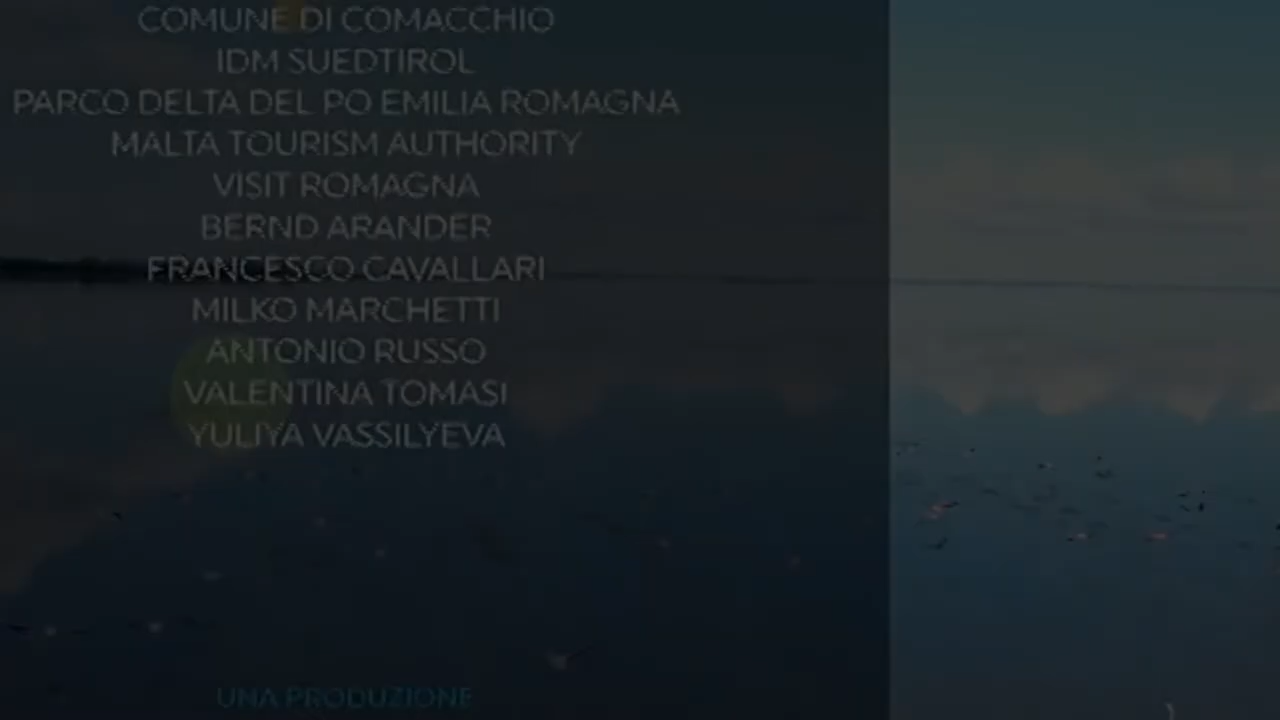 COMUNE DI COMACCHIO
IDM SUEDTIROL
PARCO DELTA DEL PO EMILIA ROMAGNA
MALTA TOURISM AUTHORITY
VISIT ROMAGNA
BERND ARANDER
FRANCESCO CAVALLARI
MILKO MARCHETTI
ANTONIO RUSSO
VALENTINA TOMASI
YULIYA VASSILYEVA
UNA PRODUZIONE